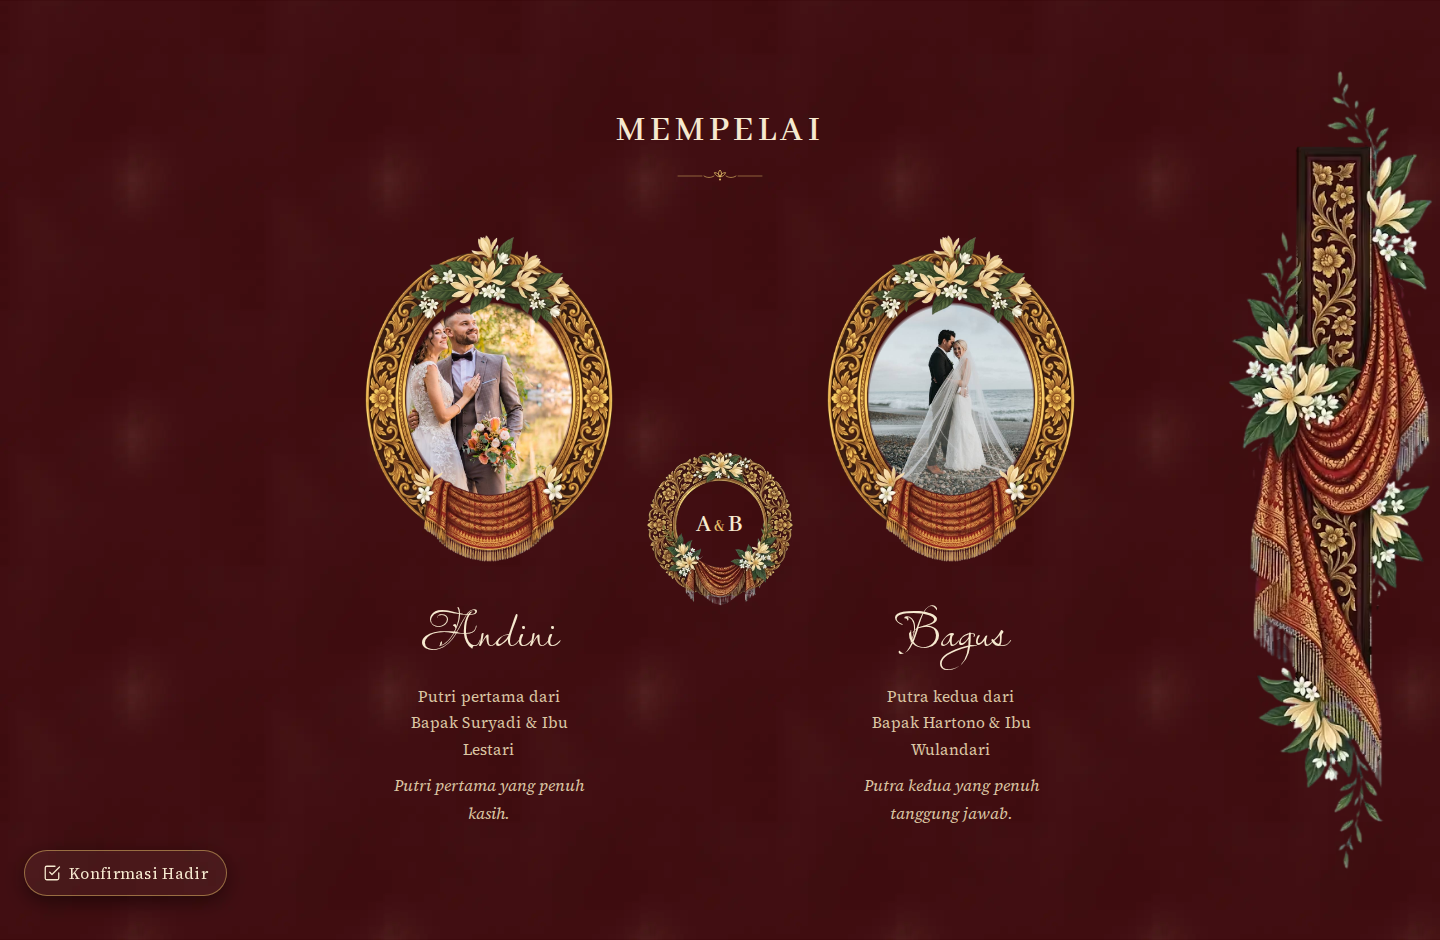 MEMPELAI
A & B
Andini
Putri pertama dari
Bapak Suryadi & Ibu
Lestari
Putri pertama yang penuh
kasih.
Bagus
Putra kedua dari
Bapak Hartono & Ibu
Wulandari
Putra kedua yang penuh
tanggung jawab.
Konfirmasi Hadir